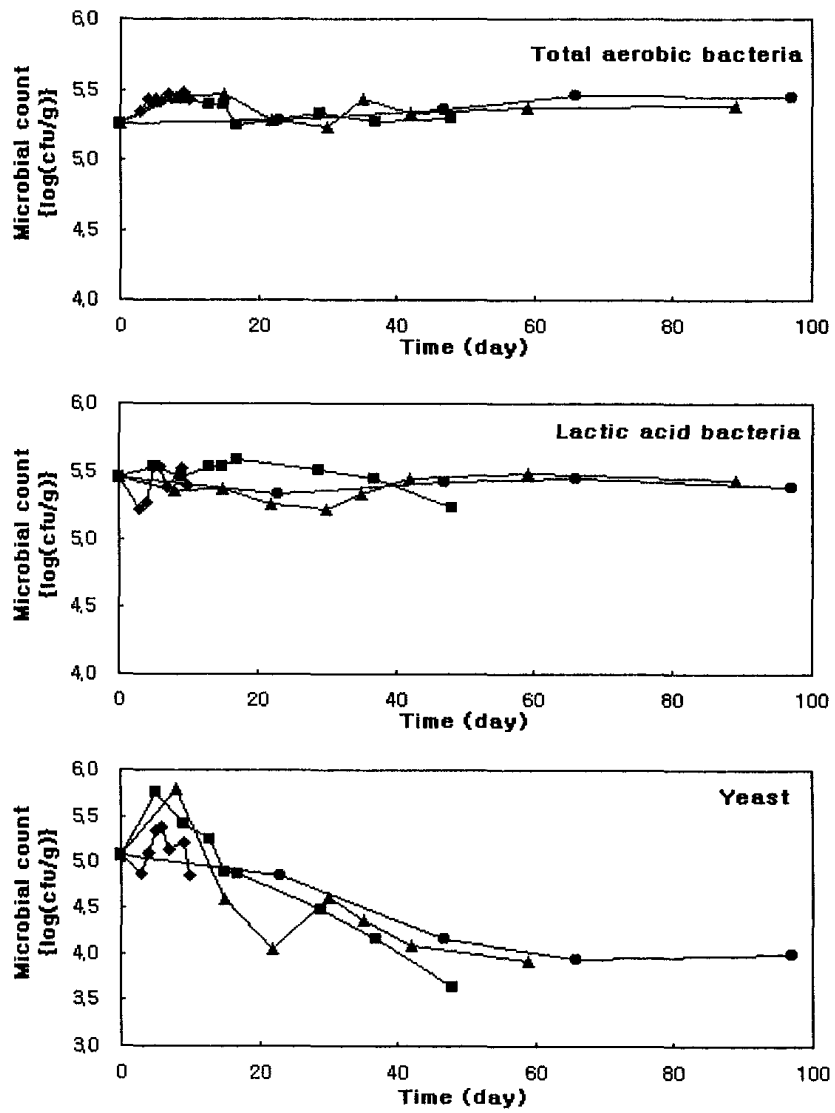 Total aerobic bacteria
Microbial count
{log(cfu/g)}
6,0
5,5
5,0
4,5
4,0
0
20
40
60
80
100
Time (day)
Lactic acid bacteria
Microbial count
{log(cfu/g)}
6,0
5,5
5,0
4,5
4,0
0
20
40
60
80
100
Time (day)
Yeast
Microbial count
{log(cfu/g)}
6,0
5,5
5,0
4,5
4,0
3,5
3,0
0
20
40
60
80
100
Time (day)